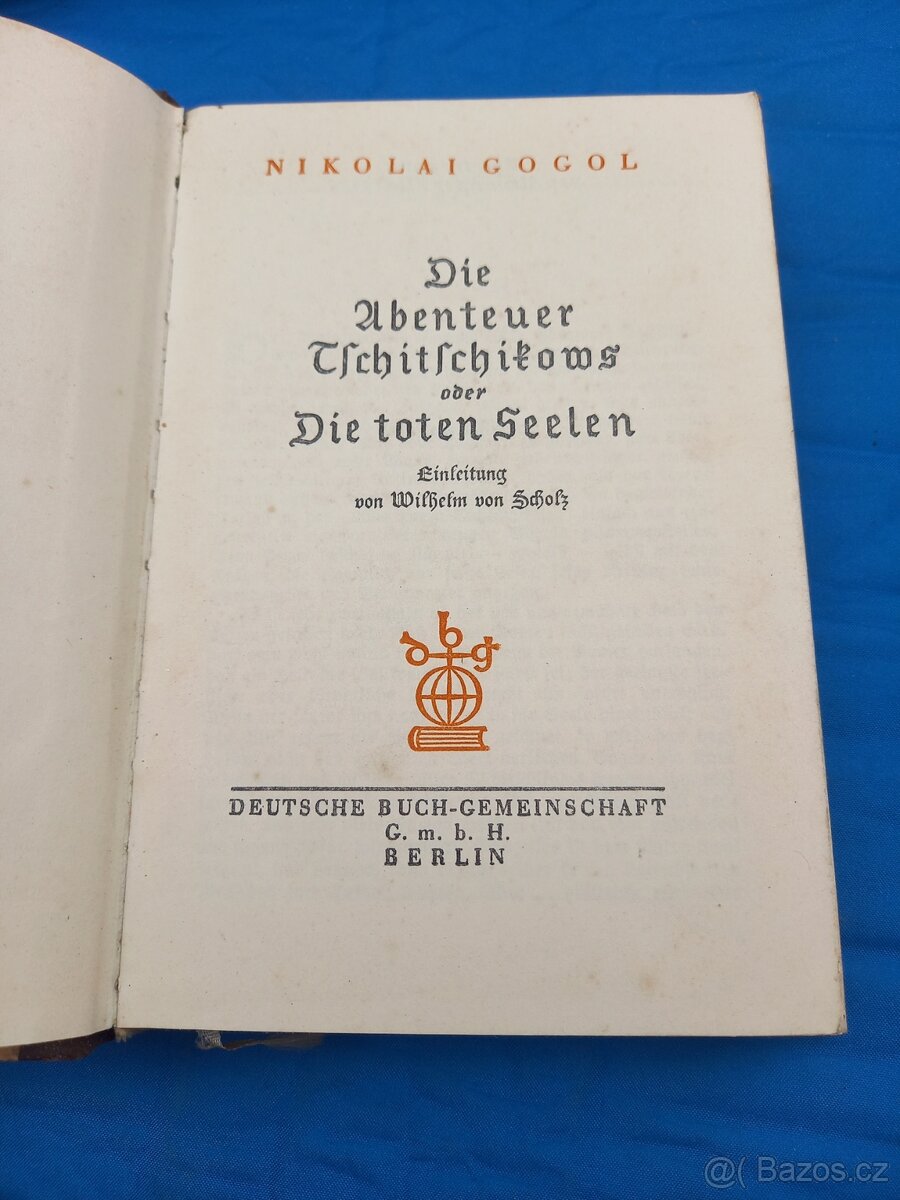 NIKOLAI GOGOL
Die
Abenteuer
Tſchitſchikows
oder
Die toten Seelen
Einleitung
von Wilhelm von Scholz
dbg
DEUTSCHE BUCH-GEMEINSCHAFT
G. m. b. H.
BERLIN
@( Bazos.cz